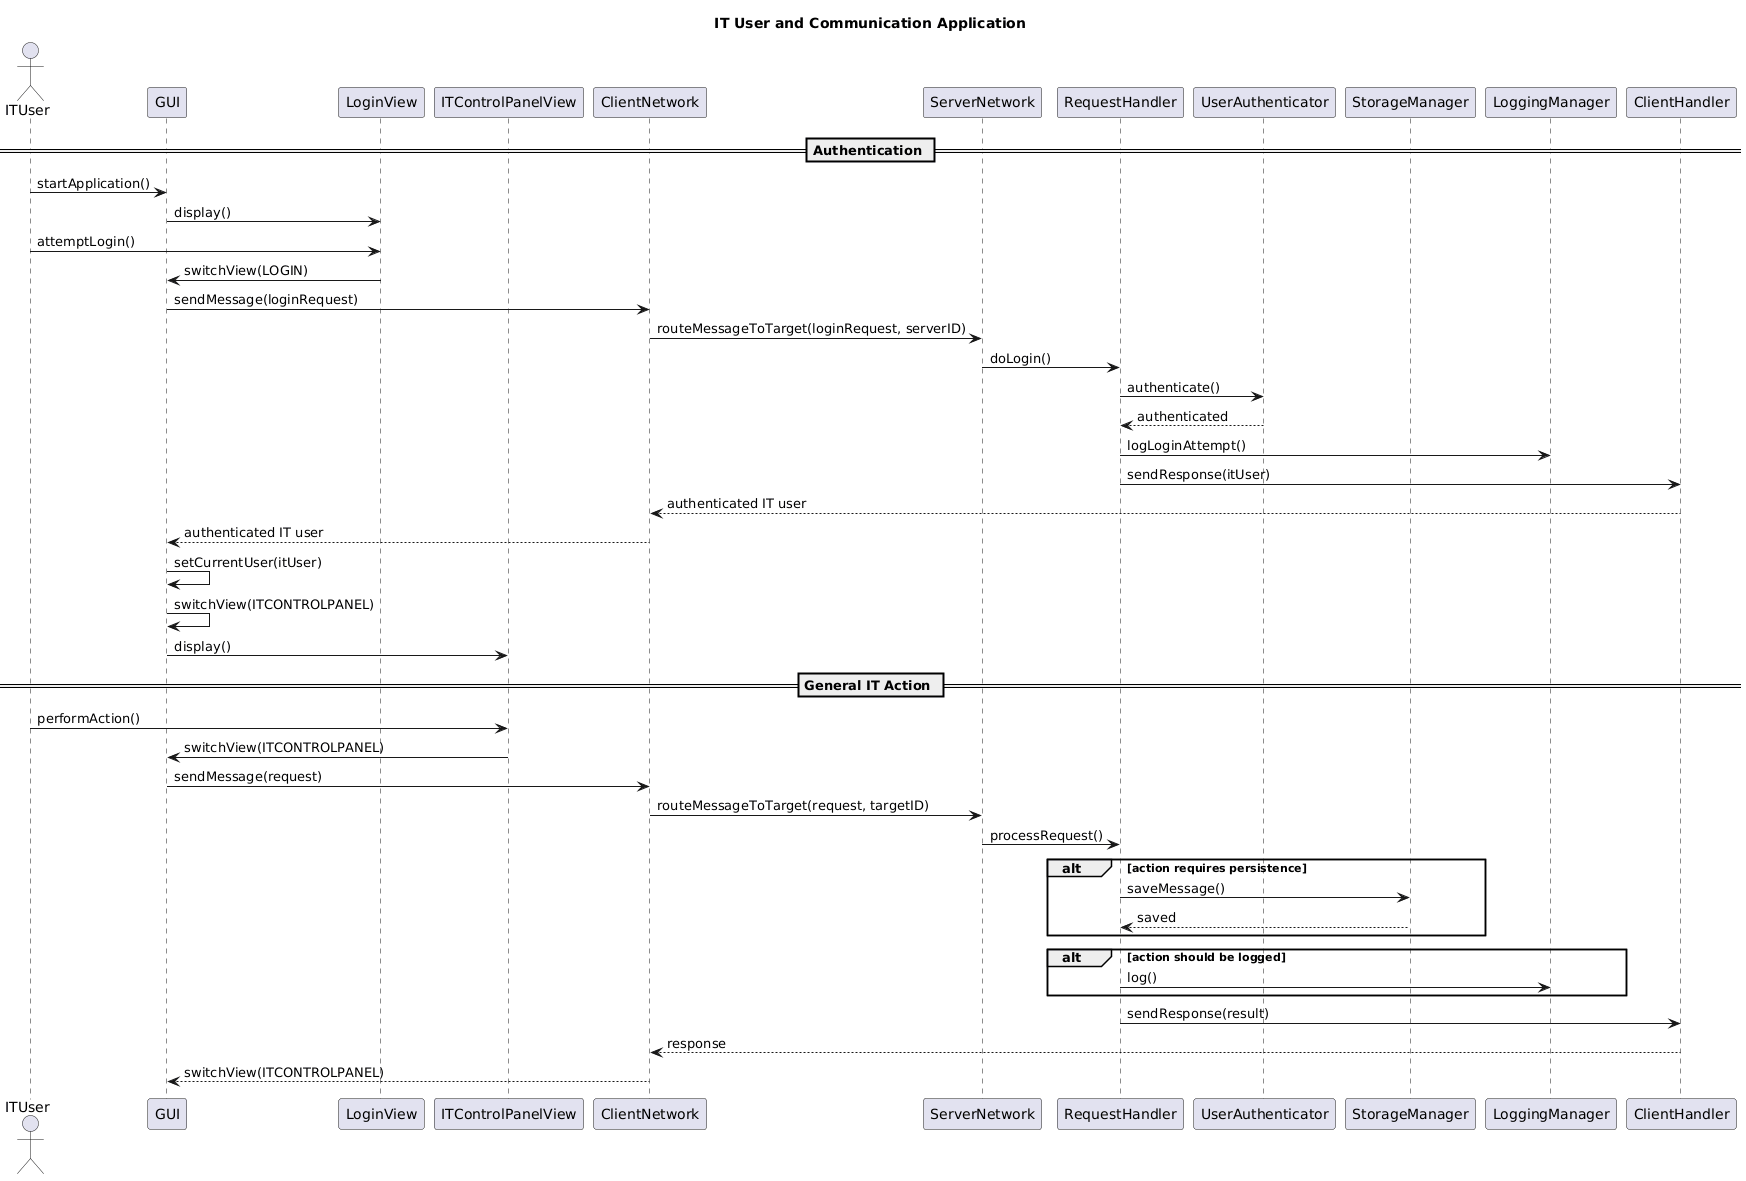 IT User and Communication Application
ITUser
GUI
LoginView
ITControlPanelView
ClientNetwork
ServerNetwork
RequestHandler
UserAuthenticator
StorageManager
LoggingManager
ClientHandler
Authentication
startApplication()
display()
attemptLogin()
switchView(LOGIN)
sendMessage(loginRequest)
routeMessageToTarget(loginRequest, serverID)
doLogin()
authenticate()
authenticated
logLoginAttempt()
sendResponse(itUser)
authenticated IT user
authenticated IT user
setCurrentUser(itUser)
switchView(ITCONTROLPANEL)
display()
General IT Action
performAction()
switchView(ITCONTROLPANEL)
sendMessage(request)
routeMessageToTarget(request, targetID)
processRequest()
alt [action requires persistence]
saveMessage()
saved
alt [action should be logged]
log()
sendResponse(result)
response
switchView(ITCONTROLPANEL)
ITUser
GUI
LoginView
ITControlPanelView
ClientNetwork
ServerNetwork
RequestHandler
UserAuthenticator
StorageManager
LoggingManager
ClientHandler